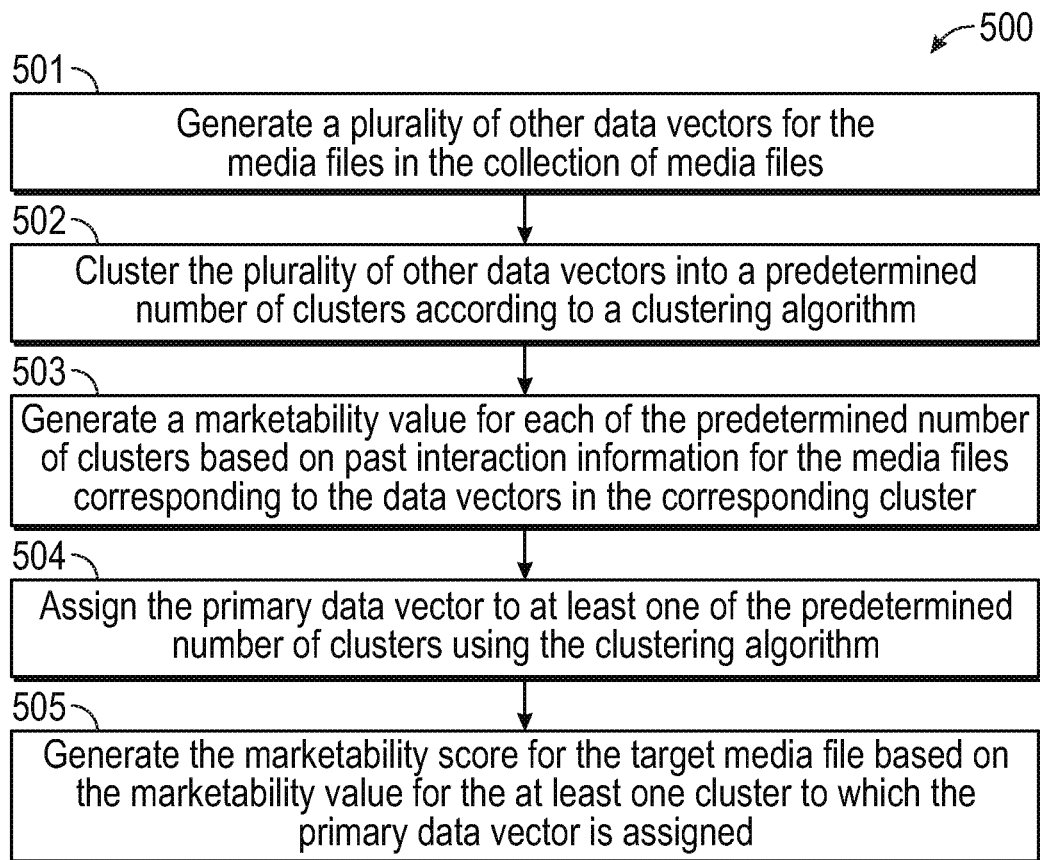 500
501
Generate a plurality of other data vectors for the
media files in the collection of media files
502
Cluster the plurality of other data vectors into a predetermined
number of clusters according to a clustering algorithm
503
Generate a marketability value for each of the predetermined number
of clusters based on past interaction information for the media files
corresponding to the data vectors in the corresponding cluster
504
Assign the primary data vector to at least one of the predetermined
number of clusters using the clustering algorithm
505
Generate the marketability score for the target media file based on
the marketability value for the at least one cluster to which the
primary data vector is assigned